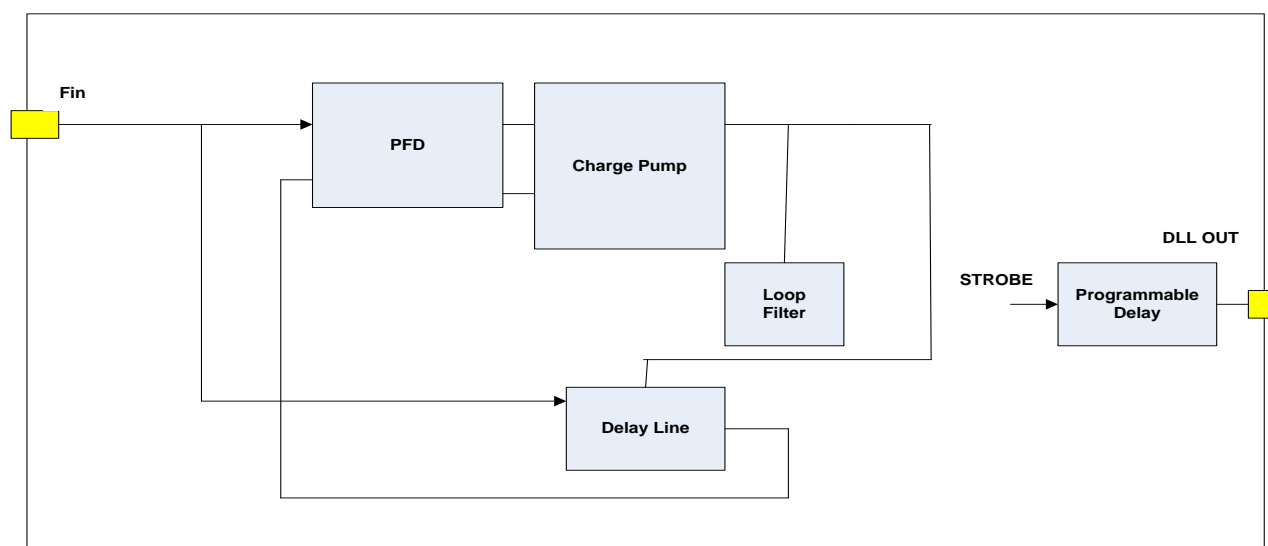 Fin
PFD
Charge Pump
DLL OUT
STROBE
Loop
Filter
Programmable
Delay
Delay Line